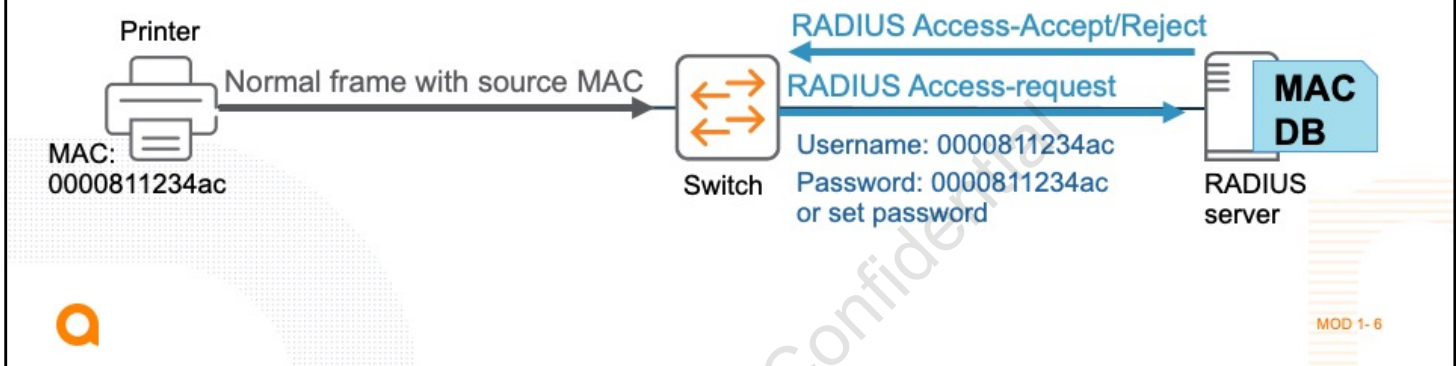 Printer
Normal frame with source MAC
MAC:
0000811234ac
Switch
RADIUS Access-Accept/Reject
RADIUS Access-request
Username: 0000811234ac
Password: 0000811234ac
or set password
MAC
DB
RADIUS
server
Confidential
MOD 1- 6